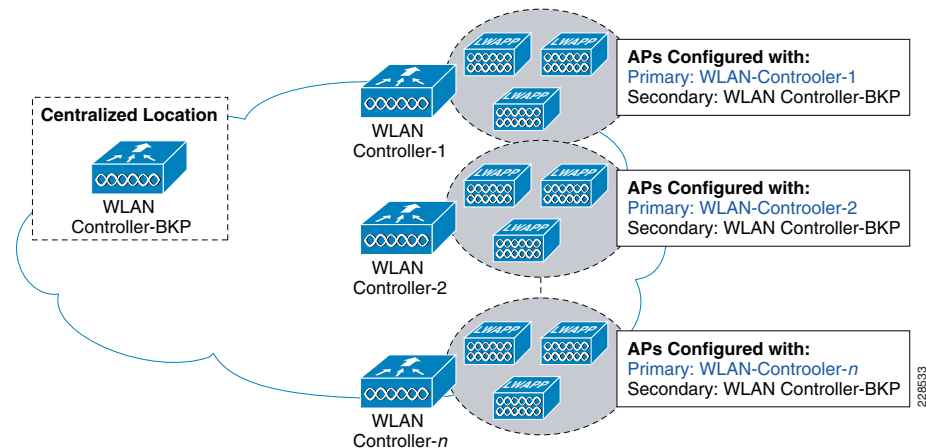 Centralized Location
WLAN
Controller-BKP
WLAN
Controller-1
LWAPP
LWAPP
LWAPP
APs Configured with:
Primary: WLAN-Controoler-1
Secondary: WLAN Controller-BKP
WLAN
Controller-2
LWAPP
LWAPP
LWAPP
APs Configured with:
Primary: WLAN-Controoler-2
Secondary: WLAN Controller-BKP
WLAN
Controller-n
LWAPP
LWAPP
LWAPP
APs Configured with:
Primary: WLAN-Controoler-n
Secondary: WLAN Controller-BKP
228533